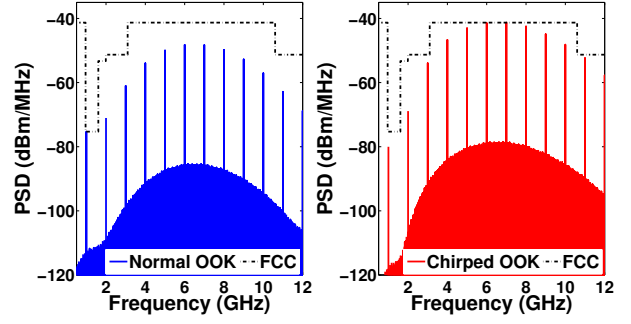 PSD (dBm/MHz)
−40
−60
−80
−100
−120
2 4 6 8 10 12
Frequency (GHz)
Normal OOK FCC
PSD (dBm/MHz)
−40
−60
−80
−100
−120
2 4 6 8 10 12
Frequency (GHz)
Chirped OOK FCC